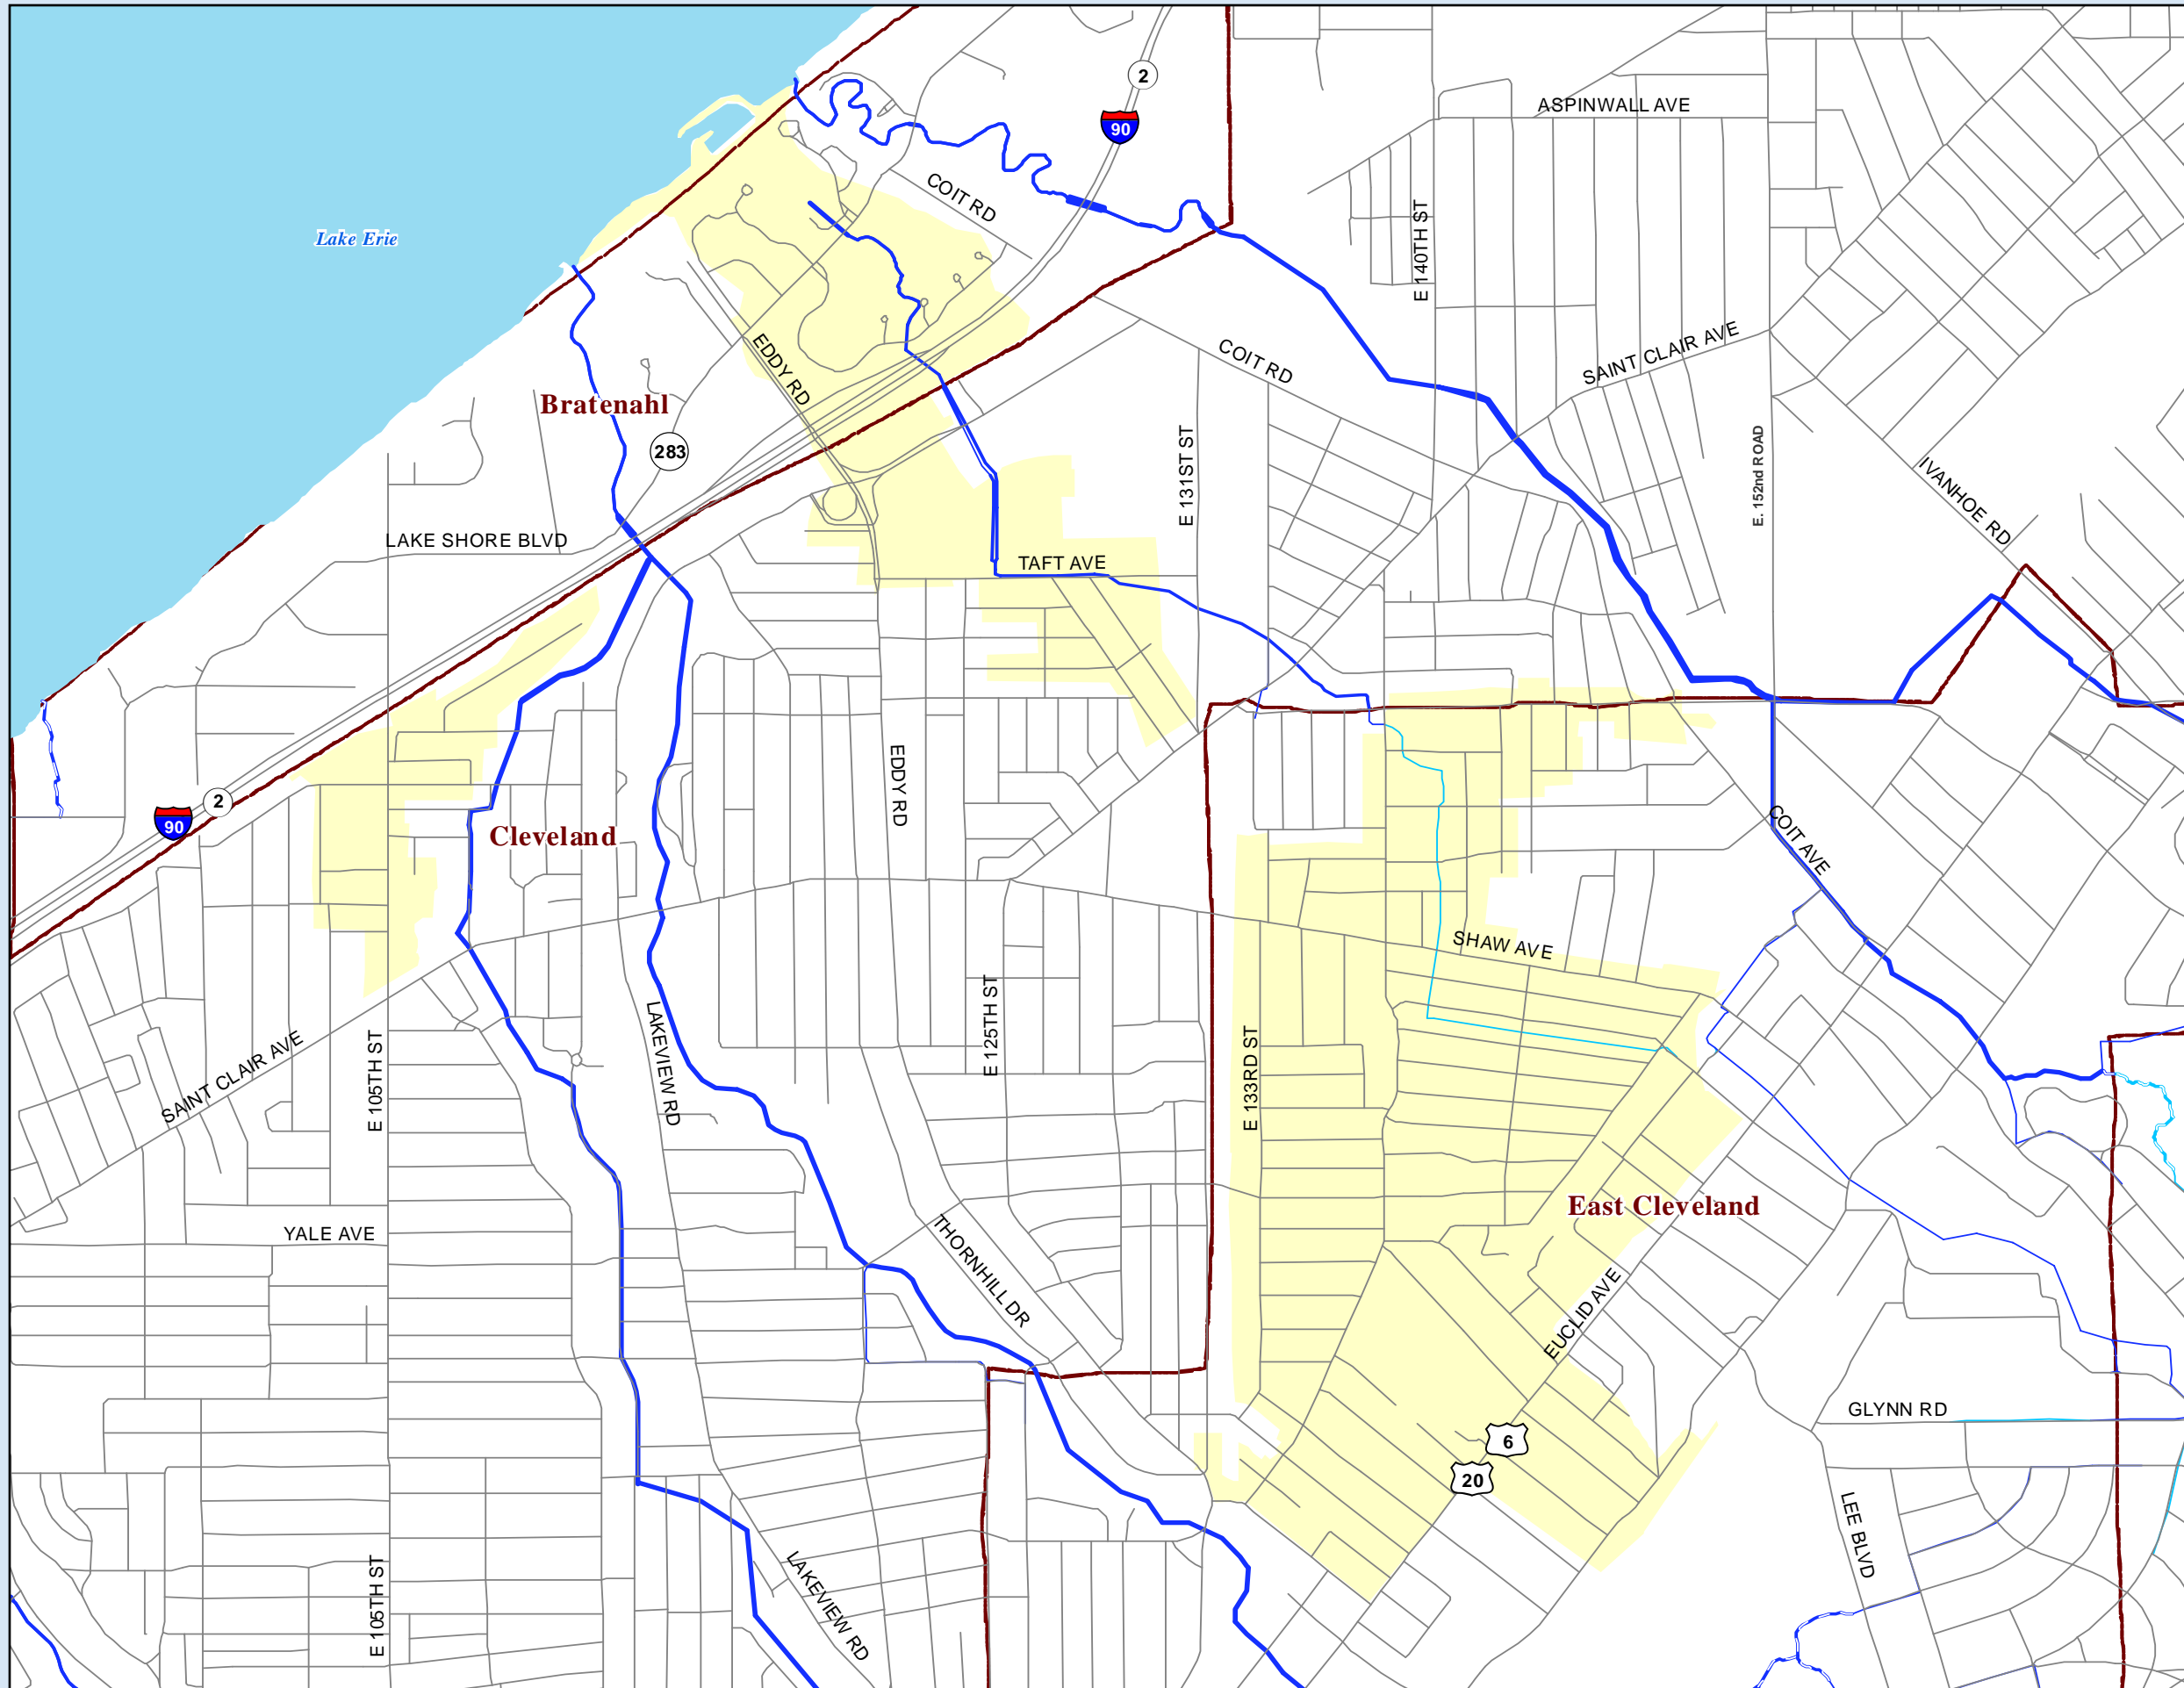 2
90
ASPINWALL AVE
COIT RD
Lake Erie
E 140TH ST
EDDY RD
COIT RD
SAINT CLAIR AVE
Bratenahl
283
E 131ST ST
E. 152nd ROAD
IVANHOE RD
LAKE SHORE BLVD
TAFT AVE
EDDY RD
2
90
Cleveland
COIT AVE
SHAW AVE
E 125TH ST
LAKEVIEW RD
E 105TH ST
SAINT CLAIR AVE
E 133RD ST
East Cleveland
YALE AVE
THORNHILL DR
EUCLID AVE
GLYNN RD
6
20
LEE BLVD
E 105TH ST
LAKEVIEW RD